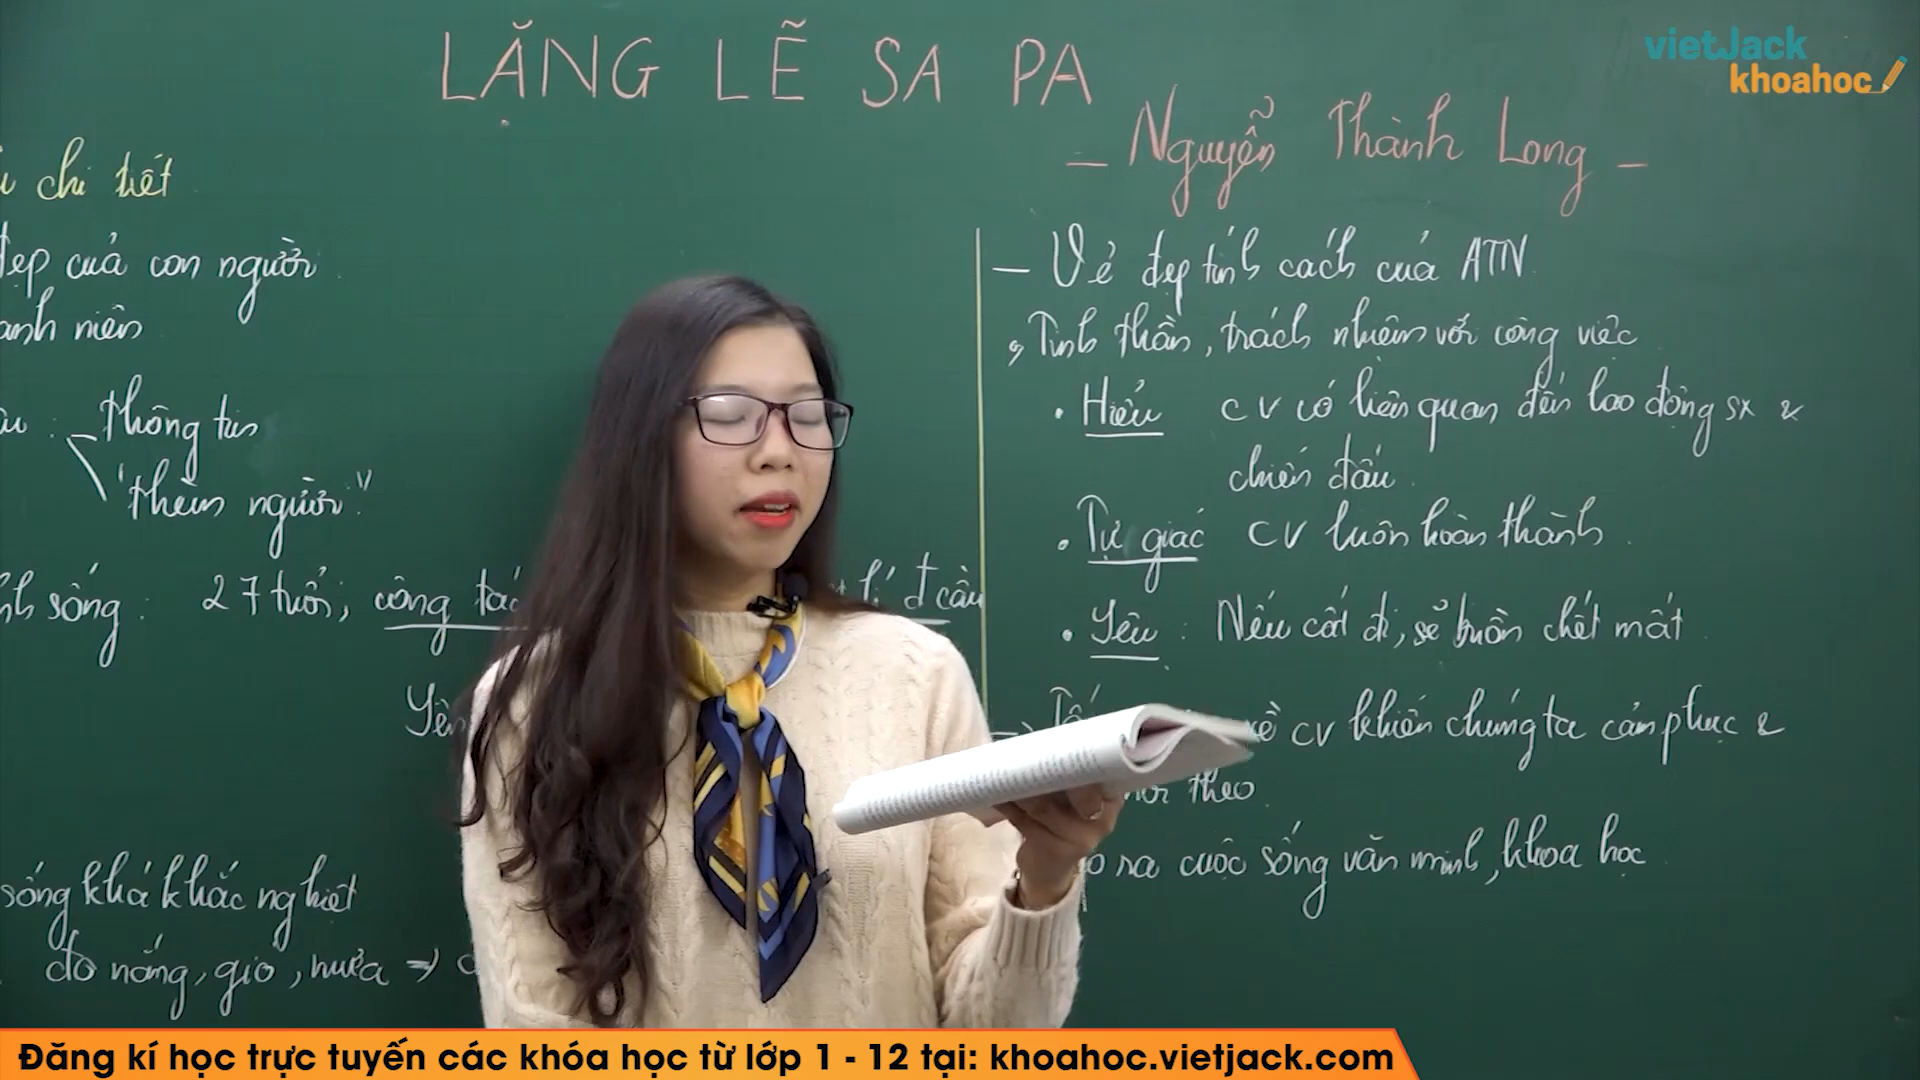 LẶNG LẼ SA PA
vietJack
khoahoc
– Nguyễn Thành Long –
chi tiết
đẹp của con người
anh niên
thông tin
"thèm người"
sống : 27 tuổi; công tác lí đ cầu
Yên
sống khá khắc nghiệt
đo nắng, gió, mưa →
– Vẻ đẹp tính cách của ATN
Tinh thần, trách nhiệm với công việc
• Hiểu CV có liên quan đến lao động sx &
chiến đấu
• Tự giác CV luôn hoàn thành
• Yêu : Nếu cất đi, sẽ buồn chết mất
về CV khiến chúng ta cảm phục &
noi theo
ra cuộc sống văn minh, khoa học
Đăng kí học trực tuyến các khóa học từ lớp 1 - 12 tại: khoahoc.vietjack.com